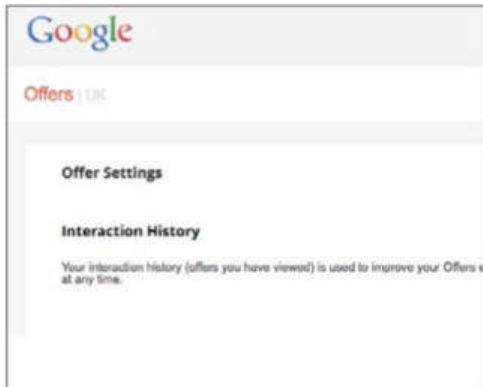 Google
Offers | UK
Offer Settings
Interaction History
Your interaction history (offers you have viewed) is used to improve your Offers e
at any time.